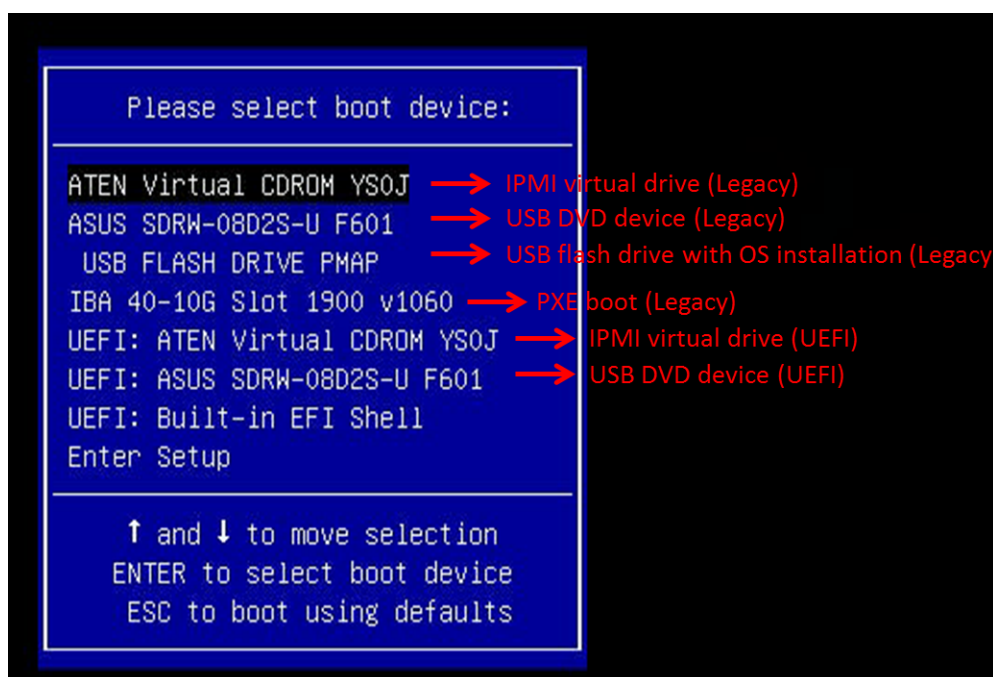 Please select boot device:
ATEN Virtual CDROM YS0J → IPMI virtual drive (Legacy)
ASUS SDRW-08D2S-U F601 → USB DVD device (Legacy)
USB FLASH DRIVE PMAP → USB flash drive with OS installation (Legacy
IBA 40-10G Slot 1900 v1060 → PXE boot (Legacy)
UEFI: ATEN Virtual CDROM YS0J → IPMI virtual drive (UEFI)
UEFI: ASUS SDRW-08D2S-U F601 → USB DVD device (UEFI)
UEFI: Built-in EFI Shell
Enter Setup
↑ and ↓ to move selection
ENTER to select boot device
ESC to boot using defaults